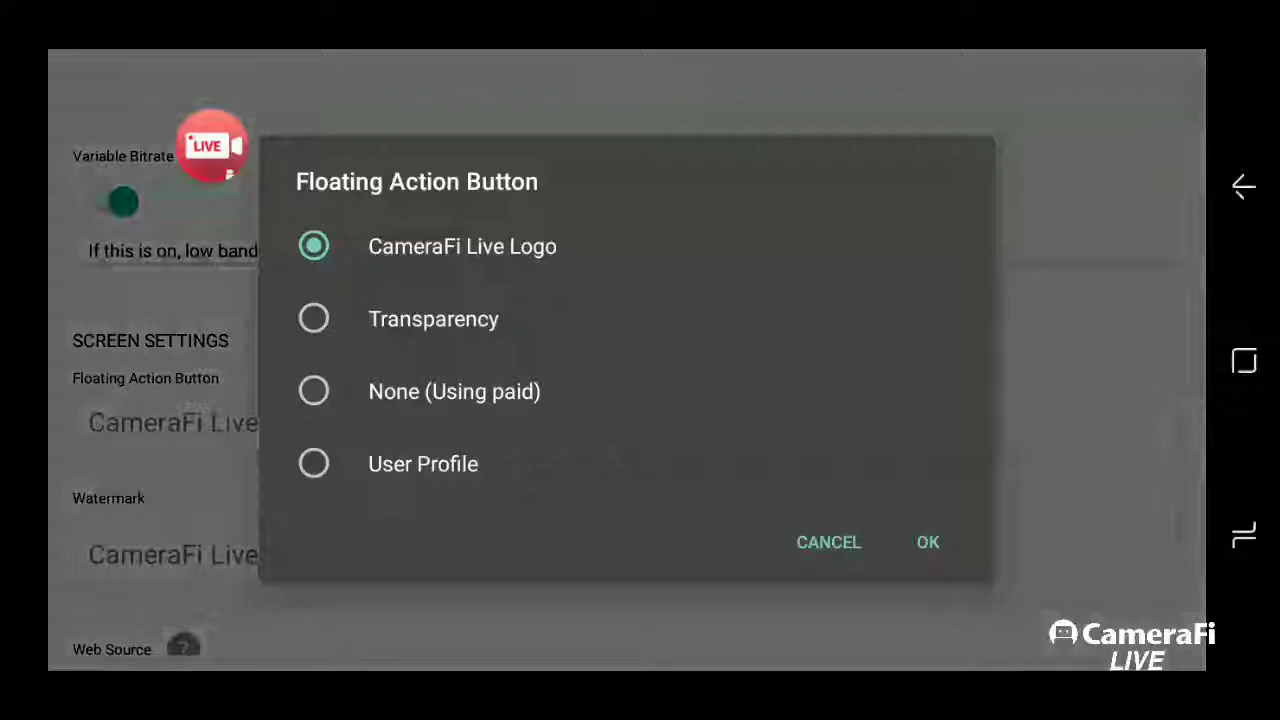 LIVE
Variable Bitrate
If this is on, low band
SCREEN SETTINGS
Floating Action Button
CameraFi Live
Watermark
CameraFi Live
Web Source ?
Floating Action Button
CameraFi Live Logo
Transparency
None (Using paid)
User Profile
CANCEL OK
CameraFi
LIVE